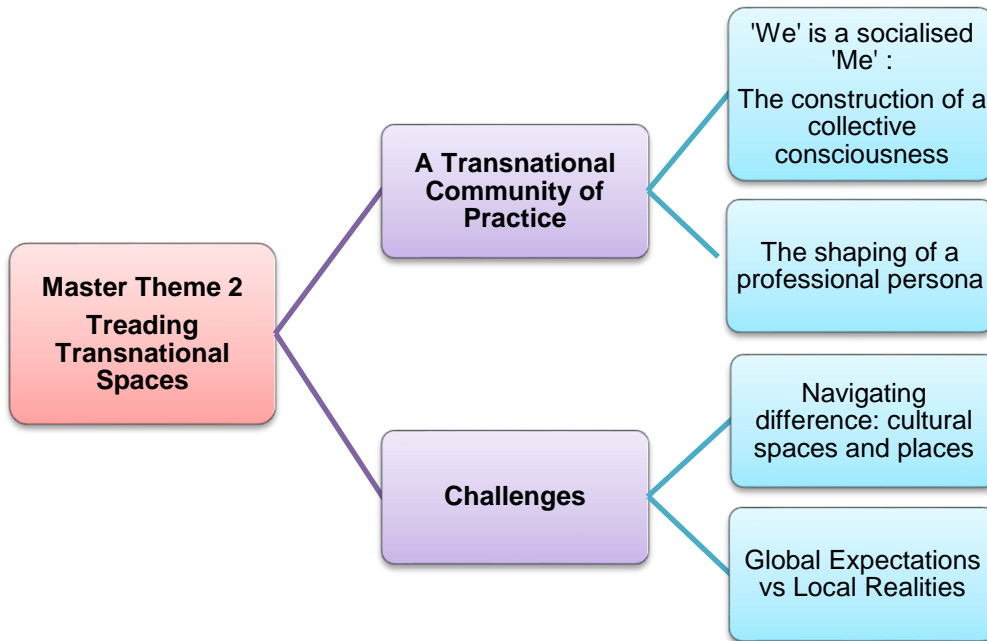 Master Theme 2
Treading
Transnational
Spaces
A Transnational
Community of
Practice
'We' is a socialised
'Me' :
The construction of a
collective
consciousness
The shaping of a
professional persona
Challenges
Navigating
difference: cultural
spaces and places
Global Expectations
vs Local Realities